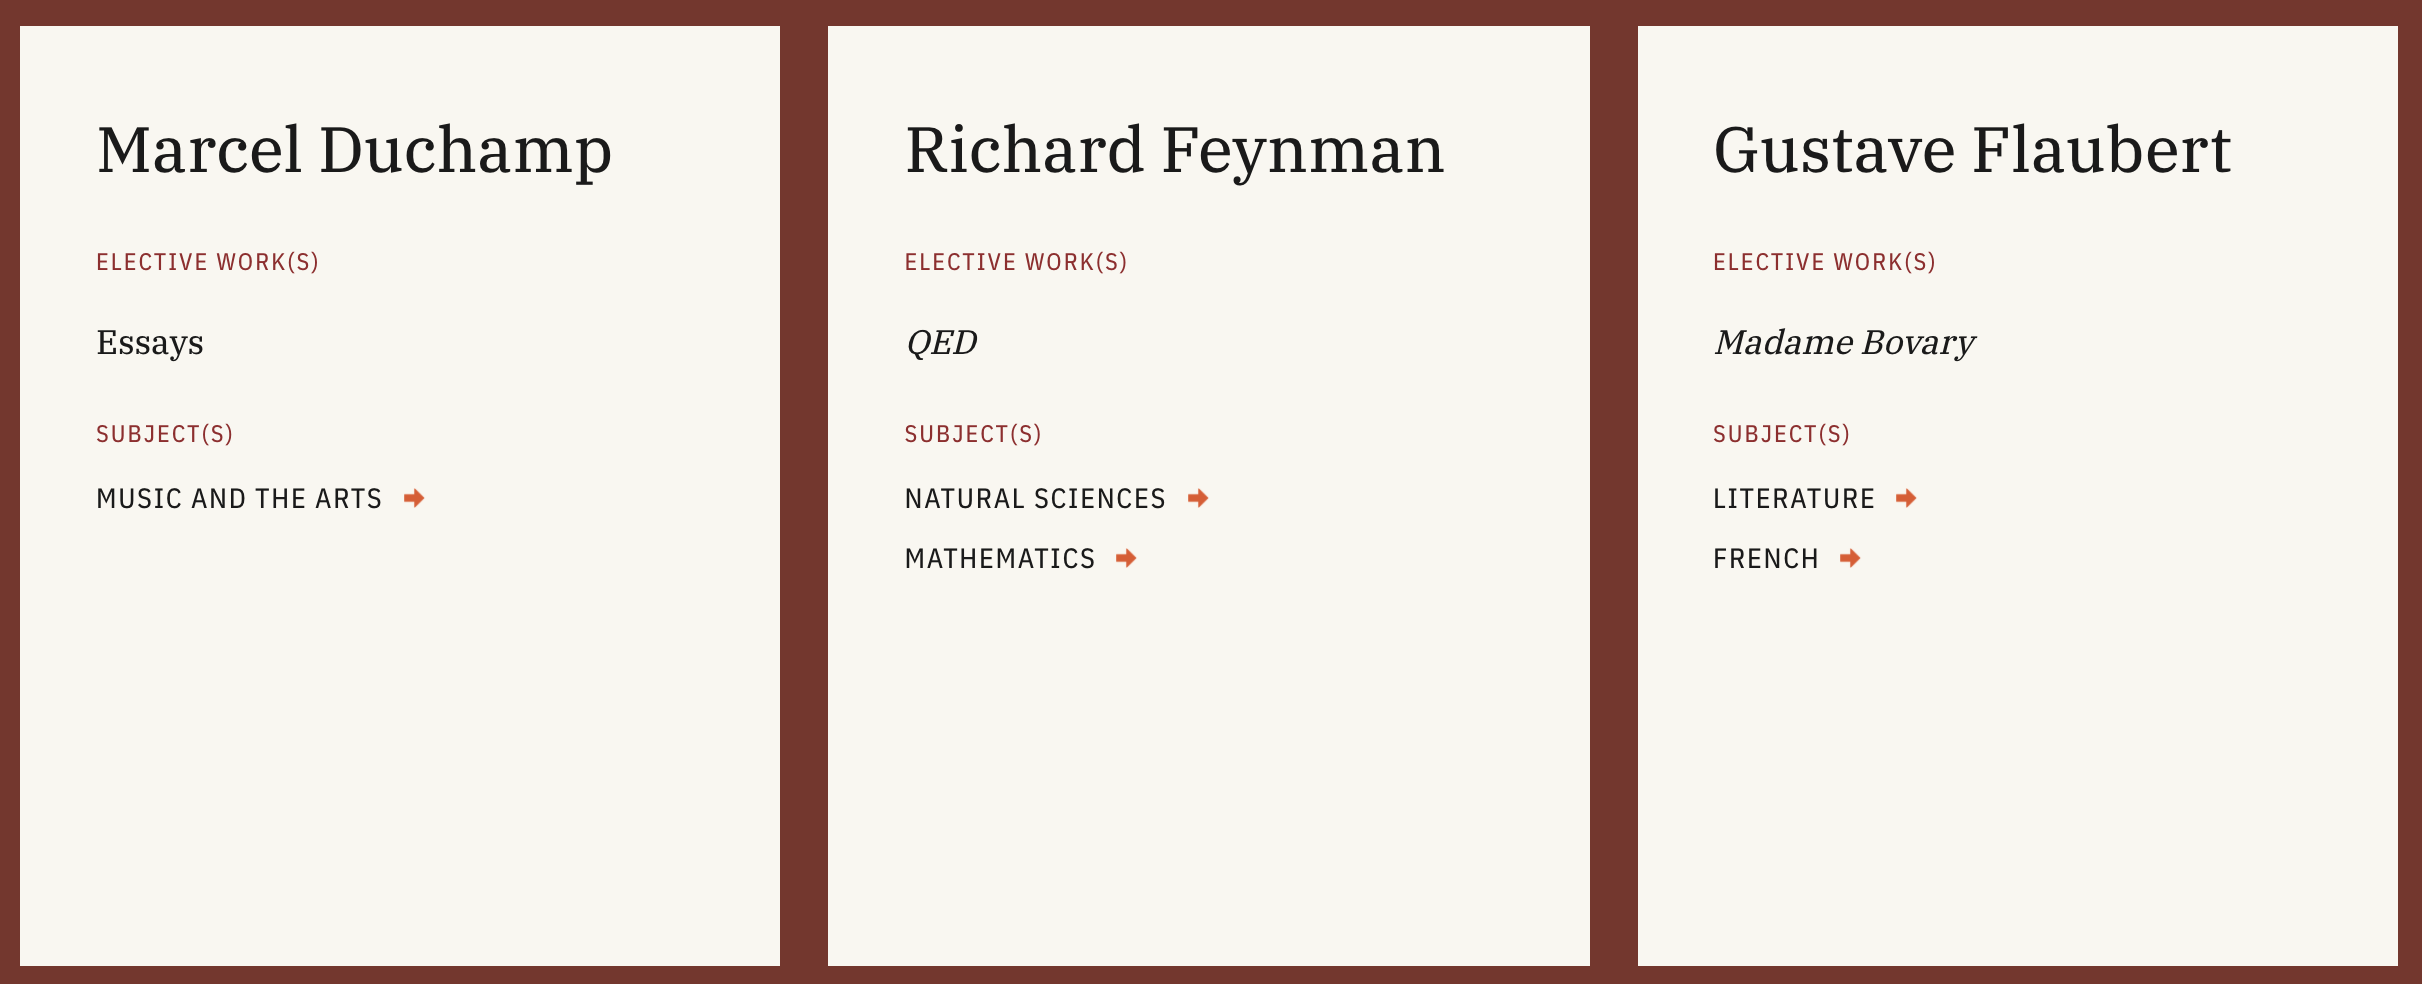 Marcel Duchamp
ELECTIVE WORK(S)
Essays
SUBJECT(S)
MUSIC AND THE ARTS
Richard Feynman
ELECTIVE WORK(S)
QED
SUBJECT(S)
NATURAL SCIENCES
MATHEMATICS
Gustave Flaubert
ELECTIVE WORK(S)
Madame Bovary
SUBJECT(S)
LITERATURE
FRENCH